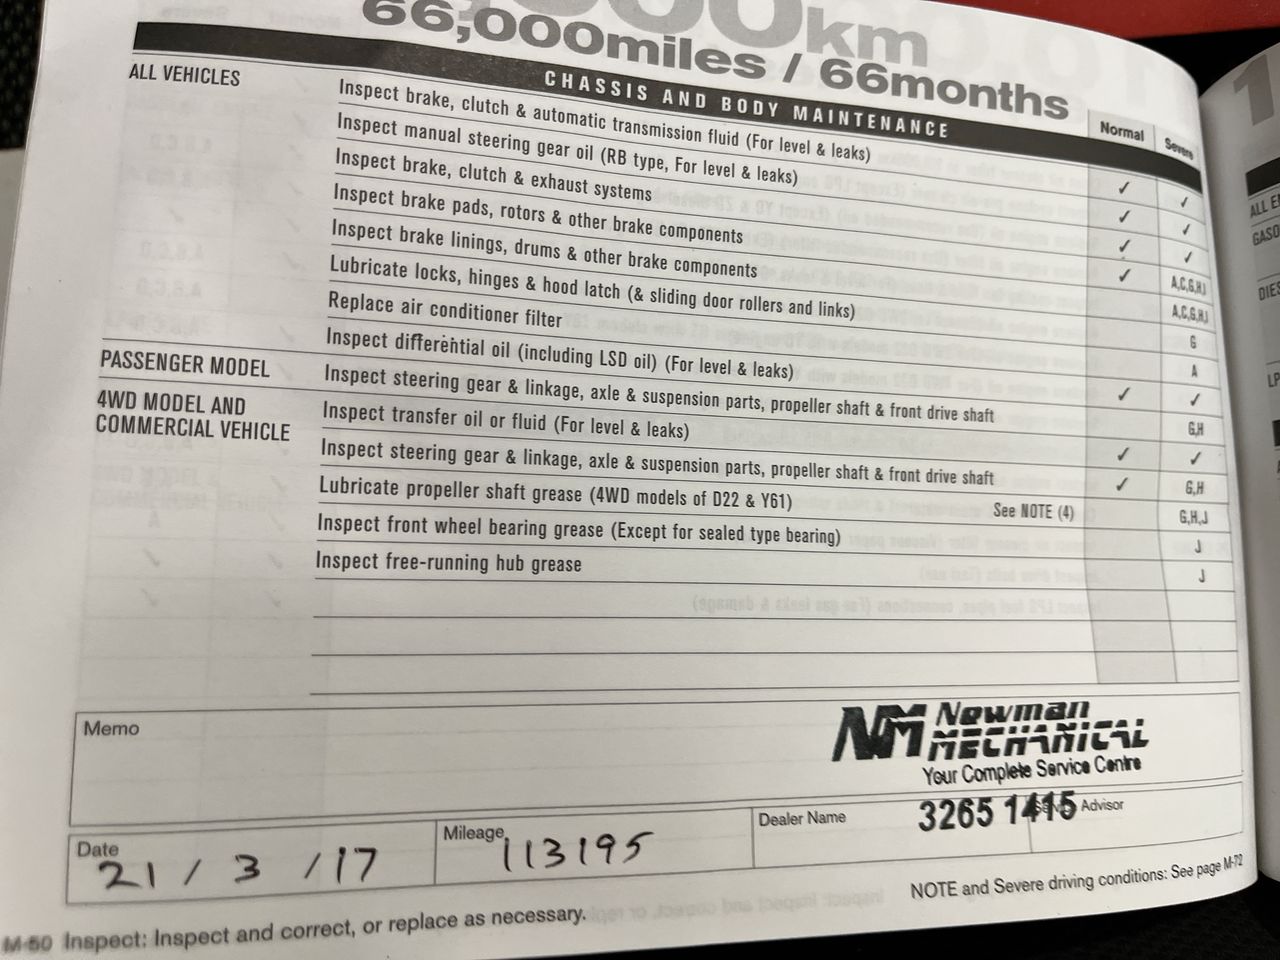 000km
66,000miles / 66months
CHASSIS AND BODY MAINTENANCE
Normal Severe
ALL VEHICLES
Inspect brake, clutch & automatic transmission fluid (For level & leaks) ✓ ✓
Inspect manual steering gear oil (RB type, For level & leaks) ✓ ✓
Inspect brake, clutch & exhaust systems ✓ ✓
Inspect brake pads, rotors & other brake components ✓ A,C,G,H,J
Inspect brake linings, drums & other brake components A,C,G,H,J
Lubricate locks, hinges & hood latch (& sliding door rollers and links) G
Replace air conditioner filter A
Inspect differential oil (including LSD oil) (For level & leaks) ✓ ✓
PASSENGER MODEL
Inspect steering gear & linkage, axle & suspension parts, propeller shaft & front drive shaft G,H
4WD MODEL AND
COMMERCIAL VEHICLE
Inspect transfer oil or fluid (For level & leaks) ✓ ✓
Inspect steering gear & linkage, axle & suspension parts, propeller shaft & front drive shaft ✓ G,H
Lubricate propeller shaft grease (4WD models of D22 & Y61) See NOTE (4) G,H,J
Inspect front wheel bearing grease (Except for sealed type bearing) J
Inspect free-running hub grease J
Memo
NM Newman
MECHANICAL
Your Complete Service Centre
3265 1415
Date
21 / 3 / 17
Mileage
113195
Dealer Name
Advisor
NOTE and Severe driving conditions: See page M-72
M-50 Inspect: Inspect and correct, or replace as necessary.